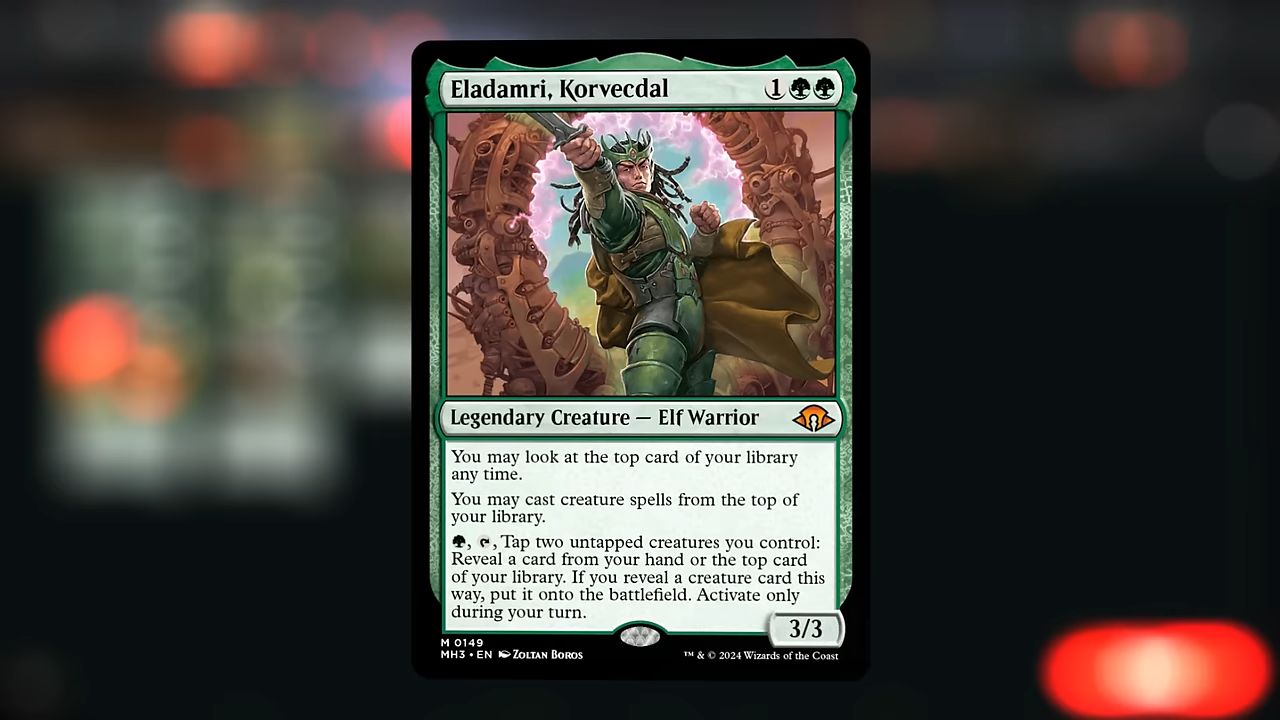 Eladamri, Korvecdal 1
Legendary Creature — Elf Warrior
You may look at the top card of your library
any time.
You may cast creature spells from the top of
your library.
, , Tap two untapped creatures you control:
Reveal a card from your hand or the top card
of your library. If you reveal a creature card this
way, put it onto the battlefield. Activate only
during your turn.
3/3
M 0149
MH3 • EN Zoltan Boros
™ & © 2024 Wizards of the Coast